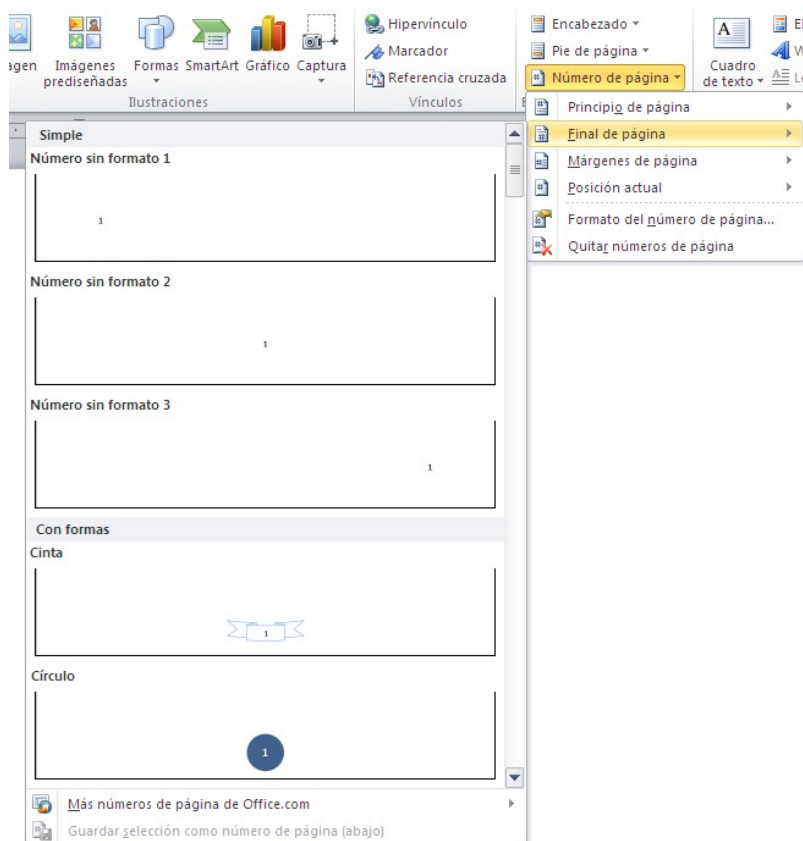 Hipervínculo
Marcador
Referencia cruzada
Vínculos
Imágenes
prediseñadas
Formas
SmartArt
Gráfico
Captura
Ilustraciones
Encabezado
Pie de página
Número de página
A
Cuadro
de texto
Principio de página
Final de página
Márgenes de página
Posición actual
Formato del número de página...
Quitar números de página
Simple
Número sin formato 1
1
Número sin formato 2
1
Número sin formato 3
1
Con formas
Cinta
1
Círculo
1
Más números de página de Office.com
Guardar selección como número de página (abajo)